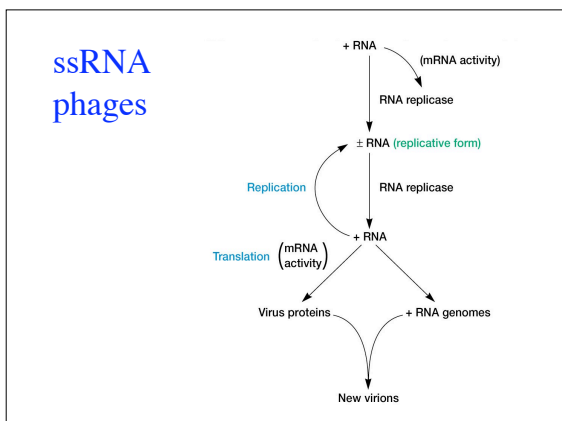 ssRNA
phages
+ RNA
(mRNA activity)
RNA replicase
± RNA (replicative form)
Replication
RNA replicase
+ RNA
Translation (mRNA
activity)
Virus proteins
+ RNA genomes
New virions